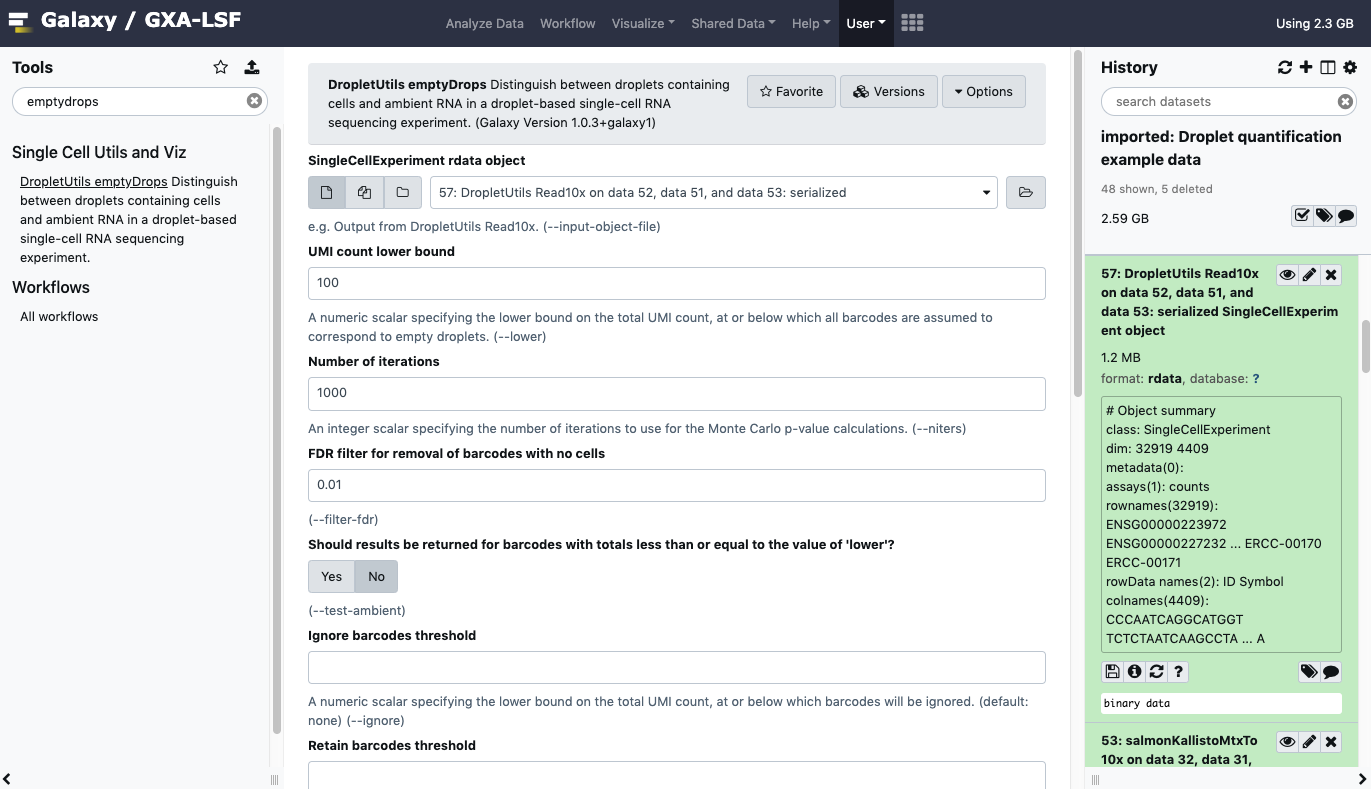 Galaxy / GXA-LSF
Analyze Data Workflow Visualize Shared Data Help User
Using 2.3 GB
Tools
emptydrops
Single Cell Utils and Viz
DropletUtils emptyDrops Distinguish
between droplets containing cells
and ambient RNA in a droplet-based
single-cell RNA sequencing
experiment.
Workflows
All workflows
DropletUtils emptyDrops Distinguish between droplets containing
cells and ambient RNA in a droplet-based single-cell RNA
sequencing experiment. (Galaxy Version 1.0.3+galaxy1)
Favorite
Versions
Options
SingleCellExperiment rdata object
57: DropletUtils Read10x on data 52, data 51, and data 53: serialized
e.g. Output from DropletUtils Read10x. (--input-object-file)
UMI count lower bound
100
A numeric scalar specifying the lower bound on the total UMI count, at or below which all barcodes are assumed to
correspond to empty droplets. (--lower)
Number of iterations
1000
An integer scalar specifying the number of iterations to use for the Monte Carlo p-value calculations. (--niters)
FDR filter for removal of barcodes with no cells
0.01
(--filter-fdr)
Should results be returned for barcodes with totals less than or equal to the value of 'lower'?
Yes No
(--test-ambient)
Ignore barcodes threshold
A numeric scalar specifying the lower bound on the total UMI count, at or below which barcodes will be ignored. (default:
none) (--ignore)
Retain barcodes threshold
History
search datasets
imported: Droplet quantification
example data
48 shown, 5 deleted
2.59 GB
57: DropletUtils Read10x
on data 52, data 51, and
data 53: serialized SingleCellExperim
ent object
1.2 MB
format: rdata, database: ?
# Object summary
class: SingleCellExperiment
dim: 32919 4409
metadata(0):
assays(1): counts
rownames(32919):
ENSG00000223972
ENSG00000227232 ... ERCC-00170
ERCC-00171
rowData names(2): ID Symbol
colnames(4409):
CCCAATCAGGCATGGT
TCTCTAATCAAGCCTA ... A
?
binary data
53: salmonKallistoMtxTo
10x on data 32, data 31,